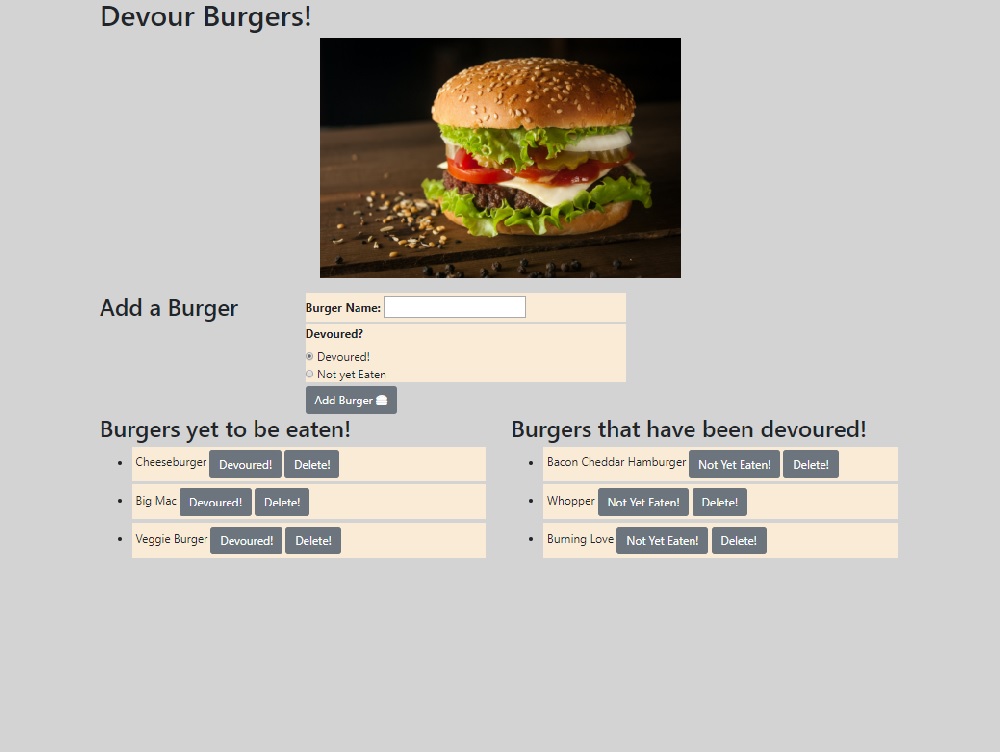 Devour Burgers!
Add a Burger
Burger Name:
Devoured?
Devoured!
Not yet Eaten
Add Burger
Burgers yet to be eaten!
Cheeseburger Devoured! Delete!
Big Mac Devoured! Delete!
Veggie Burger Devoured! Delete!
Burgers that have been devoured!
Bacon Cheddar Hamburger Not Yet Eaten! Delete!
Whopper Not Yet Eaten! Delete!
Burning Love Not Yet Eaten! Delete!